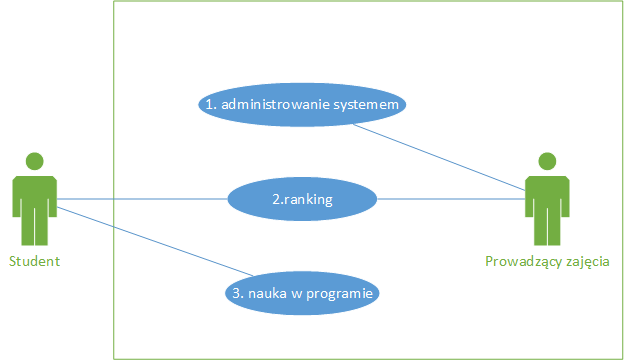 1. administrowanie systemem
2.ranking
Student
Prowadzący zajęcia
3. nauka w programie